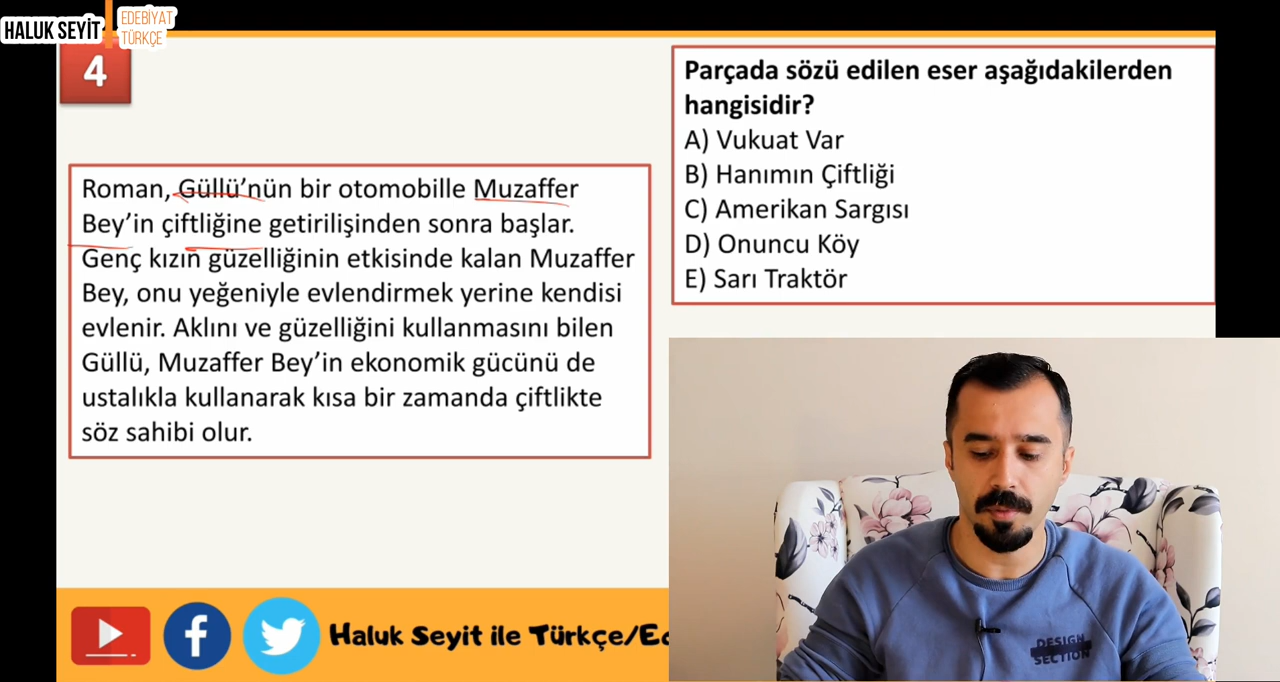 HALUK SEYİT
EDEBİYAT
TÜRKÇE
4
Roman, Güllü'nün bir otomobille Muzaffer
Bey'in çiftliğine getirilişinden sonra başlar.
Genç kızın güzelliğinin etkisinde kalan Muzaffer
Bey, onu yeğeniyle evlendirmek yerine kendisi
evlenir. Aklını ve güzelliğini kullanmasını bilen
Güllü, Muzaffer Bey'in ekonomik gücünü de
ustalıkla kullanarak kısa bir zamanda çiftlikte
söz sahibi olur.
Parçada sözü edilen eser aşağıdakilerden
hangisidir?
A) Vukuat Var
B) Hanımın Çiftliği
C) Amerikan Sargısı
D) Onuncu Köy
E) Sarı Traktör
Haluk Seyit ile Türkçe/Ed
DESIGN
SECTION